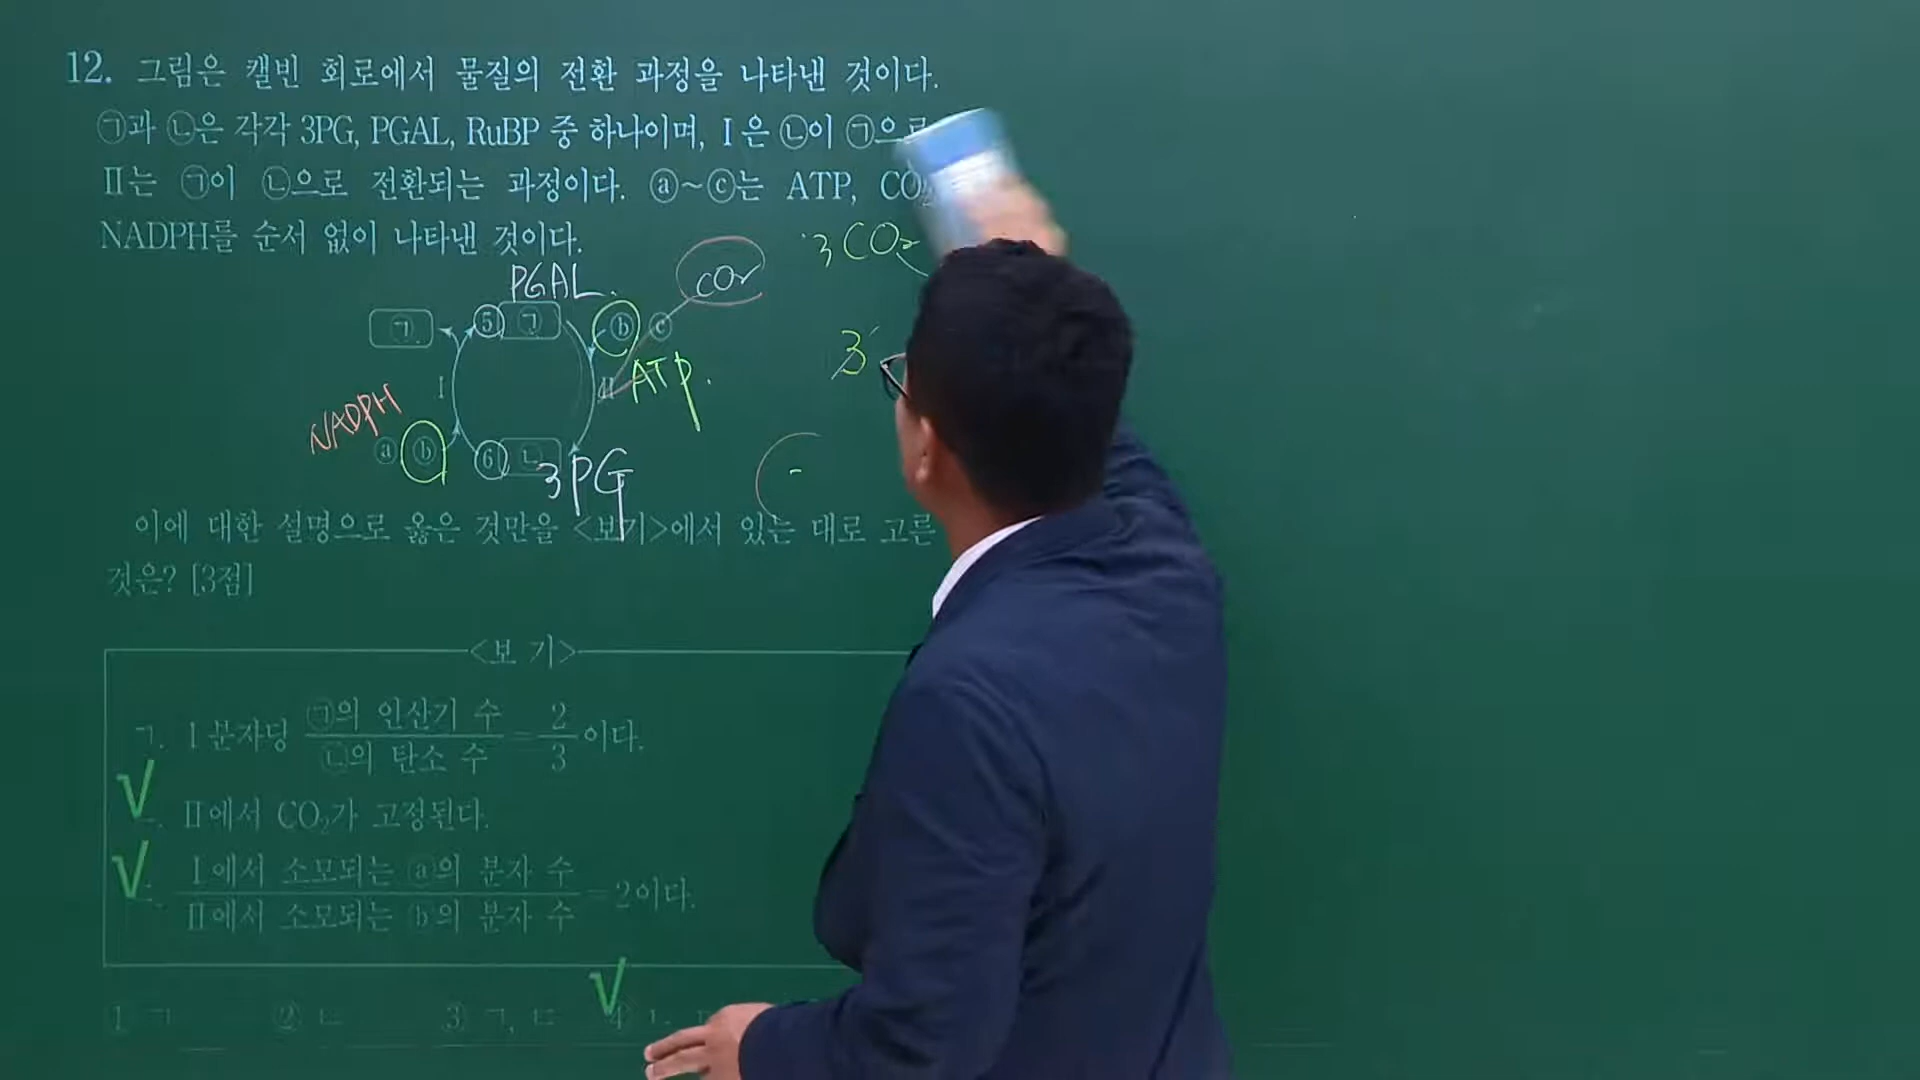 12. 그림은 캘빈 회로에서 물질의 전환 과정을 나타낸 것이다.
㉠과 ㉡은 각각 3PG, PGAL, RuBP 중 하나이며, Ⅰ은 ㉡이 ㉠으로
Ⅱ는 ㉠이 ㉡으로 전환되는 과정이다. ⓐ~ⓒ는 ATP, CO₂
NADPH를 순서 없이 나타낸 것이다.
3CO₂
PGAL.
CO₂
㉠ 5 ㉠ ⓑ ⓒ
3
Ⅰ Ⅱ ATP.
NADPH
ⓐ ⓑ 6 ㉡ 3PG
이에 대한 설명으로 옳은 것만을 <보기>에서 있는 대로 고른
것은? [3점]
<보 기>
ㄱ. 1분자당 ㉠의 인산기 수 / ㉡의 탄소 수 = 2/3 이다.
Ⅱ에서 CO₂가 고정된다.
Ⅰ에서 소모되는 ⓐ의 분자 수 / Ⅱ에서 소모되는 ⓑ의 분자 수 = 2이다.
① ㄱ ② ㄴ ③ ㄱ, ㄷ ④ ㄴ,